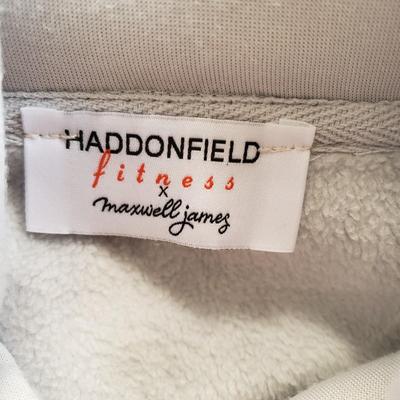 HADDONFIELD
fitness
x
maxwell james